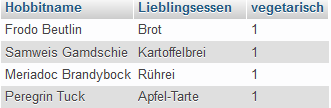 Hobbitname Lieblingsessen vegetarisch
Frodo Beutlin Brot 1
Samweis Gamdschie Kartoffelbrei 1
Meriadoc Brandybock Rührei 1
Peregrin Tuck Apfel-Tarte 1